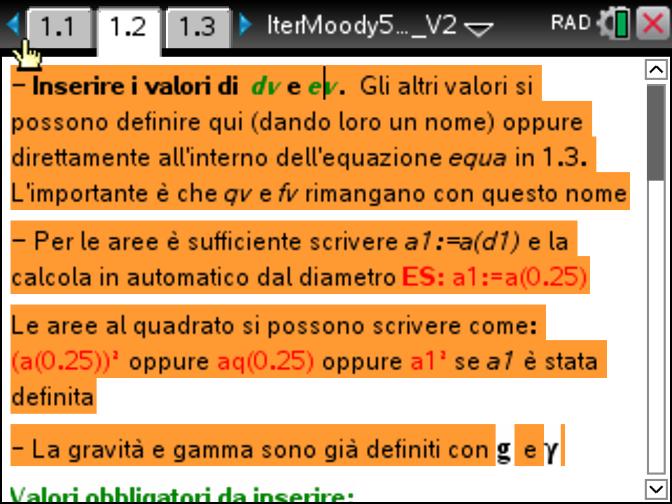 1.1 1.2 1.3 IterMoody5..._V2 RAD
– Inserire i valori di dv e ev. Gli altri valori si
possono definire qui (dando loro un nome) oppure
direttamente all'interno dell'equazione equa in 1.3.
L'importante è che qv e fv rimangano con questo nome
– Per le aree è sufficiente scrivere a1:=a(d1) e la
calcola in automatico dal diametro ES: a1:=a(0.25)
Le aree al quadrato si possono scrivere come:
(a(0.25))² oppure aq(0.25) oppure a1² se a1 è stata
definita
– La gravità e gamma sono già definiti con g e γ
Valori obbligatori da inserire: